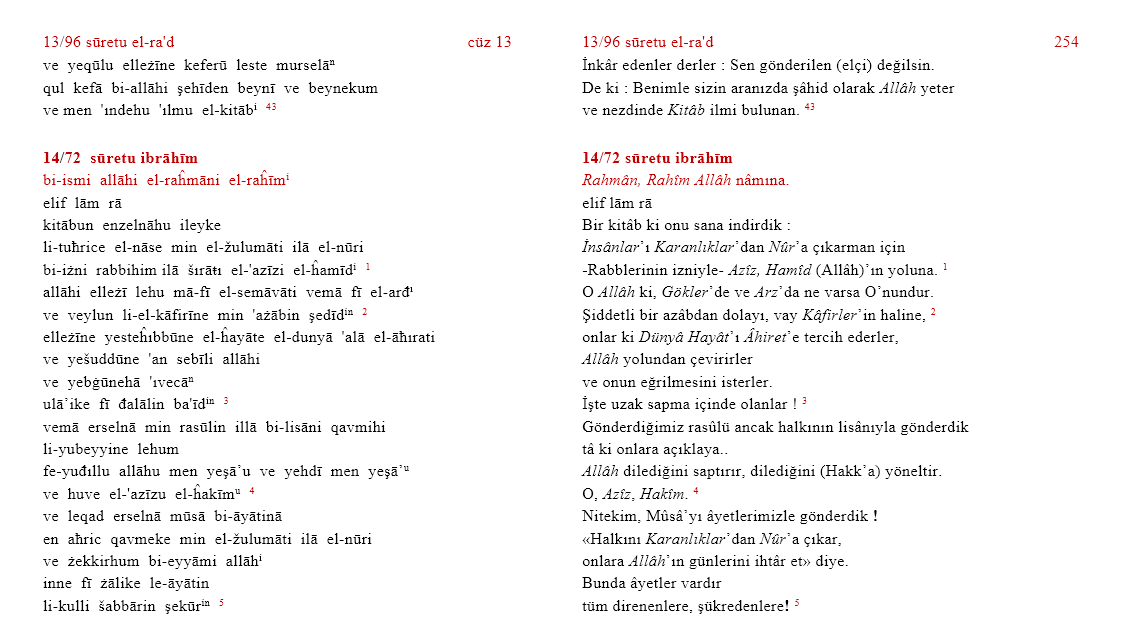 13/96 sūretu el-ra'd cüz 13
ve yeqūlu elleżīne keferū leste murselāⁿ
qul kefā bi-allāhi şehīden beynī ve beynekum
ve men 'ındehu 'ılmu el-kitābⁱ 43

14/72 sūretu ibrāhīm
bi-ismi allāhi el-raĥmāni el-raĥīmⁱ
elif lām rā
kitābun enzelnāhu ileyke
li-tuħrice el-nāse min el-žulumāti ilā el-nūri
bi-iżni rabbihim ilā šırātı el-'azīzi el-ĥamīdⁱ 1
allāhi elleżī lehu mā-fī el-semāvāti vemā fī el-arđᶦ
ve veylun li-el-kāfirīne min 'ażābin şedīdⁱⁿ 2
elleżīne yesteĥıbbūne el-ĥayāte el-dunyā 'alā el-āħırati
ve yešuddūne 'an sebīli allāhi
ve yebġūnehā 'ıvecāⁿ
ulā’ike fī đalālin ba'īdⁱⁿ 3
vemā erselnā min rasūlin illā bi-lisāni qavmihi
li-yubeyyine lehum
fe-yuđıllu allāhu men yeşā’u ve yehdī men yeşā’ᵘ
ve huve el-'azīzu el-ĥakīmᵘ 4
ve leqad erselnā mūsā bi-āyātinā
en aħric qavmeke min el-žulumāti ilā el-nūri
ve żekkirhum bi-eyyāmi allāhⁱ
inne fī żālike le-āyātin
li-kulli šabbārin şekūrⁱⁿ 5

13/96 sūretu el-ra'd 254
İnkâr edenler derler : Sen gönderilen (elçi) değilsin.
De ki : Benimle sizin aranızda şâhid olarak Allâh yeter
ve nezdinde Kitâb ilmi bulunan. 43

14/72 sūretu ibrāhīm
Rahmân, Rahîm Allâh nâmına.
elif lām rā
Bir kitâb ki onu sana indirdik :
İnsânlar’ı Karanlıklar’dan Nûr’a çıkarman için
-Rabblerinin izniyle- Azîz, Hamîd (Allâh)’ın yoluna. 1
O Allâh ki, Gökler’de ve Arz’da ne varsa O’nundur.
Şiddetli bir azâbdan dolayı, vay Kâfirler’in haline, 2
onlar ki Dünyâ Hayât’ı Âhiret’e tercih ederler,
Allâh yolundan çevirirler
ve onun eğrilmesini isterler.
İşte uzak sapma içinde olanlar ! 3
Gönderdiğimiz rasûlü ancak halkının lisânıyla gönderdik
tâ ki onlara açıklaya..
Allâh dilediğini saptırır, dilediğini (Hakk’a) yöneltir.
O, Azîz, Hakîm. 4
Nitekim, Mûsâ’yı âyetlerimizle gönderdik !
«Halkını Karanlıklar’dan Nûr’a çıkar,
onlara Allâh’ın günlerini ihtâr et» diye.
Bunda âyetler vardır
tüm direnenlere, şükredenlere! 5